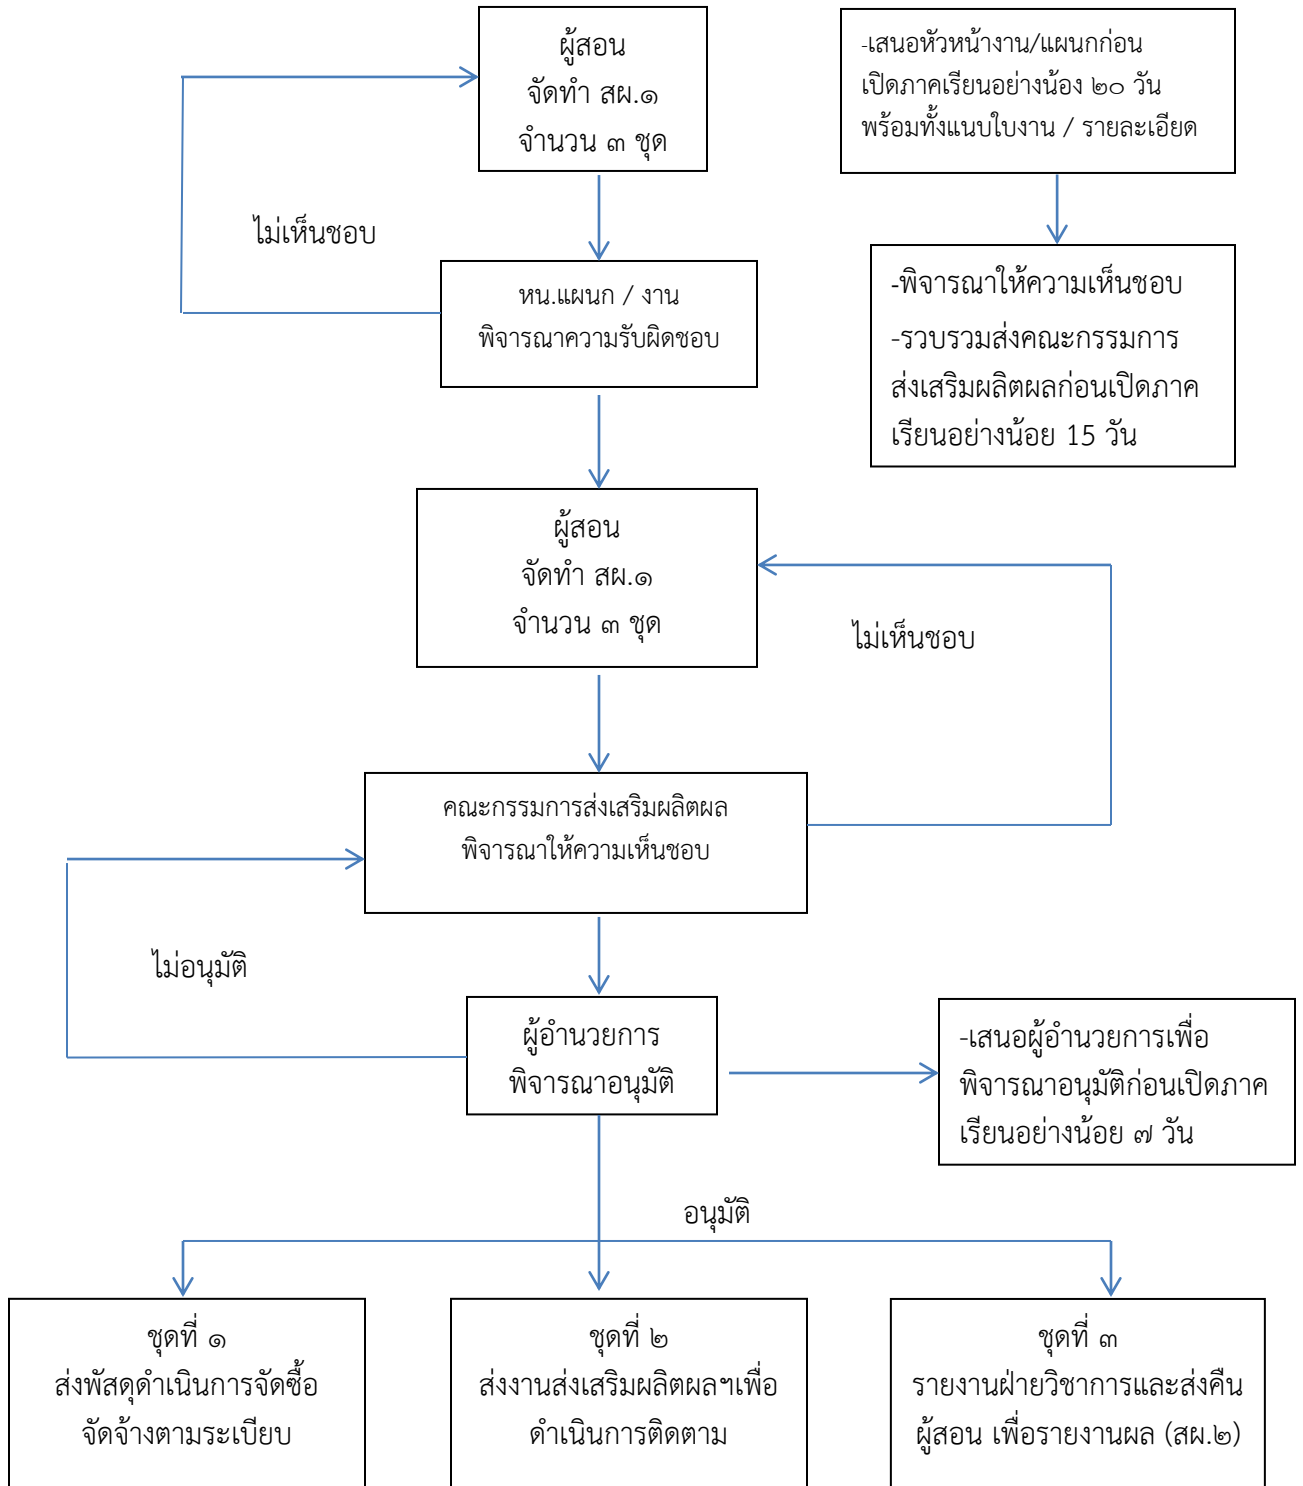 ผู้สอน
จัดทำ สผ.๑
จำนวน ๓ ชุด
-เสนอหัวหน้างาน/แผนกก่อน
เปิดภาคเรียนอย่างน้อง ๒๐ วัน
พร้อมทั้งแนบใบงาน / รายละเอียด
ไม่เห็นชอบ
หน.แผนก / งาน
พิจารณาความรับผิดชอบ
-พิจารณาให้ความเห็นชอบ
-รวบรวมส่งคณะกรรมการ
ส่งเสริมผลิตผลก่อนเปิดภาค
เรียนอย่างน้อย 15 วัน
ผู้สอน
จัดทำ สผ.๑
จำนวน ๓ ชุด
ไม่เห็นชอบ
คณะกรรมการส่งเสริมผลิตผล
พิจารณาให้ความเห็นชอบ
ไม่อนุมัติ
ผู้อำนวยการ
พิจารณาอนุมัติ
-เสนอผู้อำนวยการเพื่อ
พิจารณาอนุมัติก่อนเปิดภาค
เรียนอย่างน้อย ๗ วัน
อนุมัติ
ชุดที่ ๑
ส่งพัสดุดำเนินการจัดซื้อ
จัดจ้างตามระเบียบ
ชุดที่ ๒
ส่งงานส่งเสริมผลิตผลฯเพื่อ
ดำเนินการติดตาม
ชุดที่ ๓
รายงานฝ่ายวิชาการและส่งคืน
ผู้สอน เพื่อรายงานผล (สผ.๒)